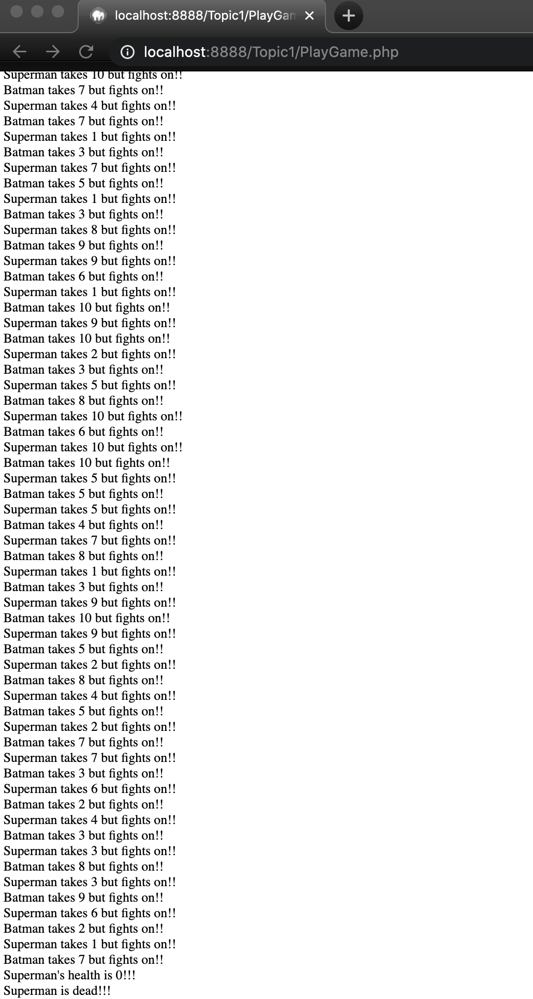 localhost:8888/Topic1/PlayGam
localhost:8888/Topic1/PlayGame.php
Superman takes 10 but fights on!!
Batman takes 7 but fights on!!
Superman takes 4 but fights on!!
Batman takes 7 but fights on!!
Superman takes 1 but fights on!!
Batman takes 3 but fights on!!
Superman takes 7 but fights on!!
Batman takes 5 but fights on!!
Superman takes 1 but fights on!!
Batman takes 3 but fights on!!
Superman takes 8 but fights on!!
Batman takes 9 but fights on!!
Superman takes 9 but fights on!!
Batman takes 6 but fights on!!
Superman takes 1 but fights on!!
Batman takes 10 but fights on!!
Superman takes 9 but fights on!!
Batman takes 10 but fights on!!
Superman takes 2 but fights on!!
Batman takes 3 but fights on!!
Superman takes 5 but fights on!!
Batman takes 8 but fights on!!
Superman takes 10 but fights on!!
Batman takes 6 but fights on!!
Superman takes 10 but fights on!!
Batman takes 10 but fights on!!
Superman takes 5 but fights on!!
Batman takes 5 but fights on!!
Superman takes 5 but fights on!!
Batman takes 4 but fights on!!
Superman takes 7 but fights on!!
Batman takes 8 but fights on!!
Superman takes 1 but fights on!!
Batman takes 3 but fights on!!
Superman takes 9 but fights on!!
Batman takes 10 but fights on!!
Superman takes 9 but fights on!!
Batman takes 5 but fights on!!
Superman takes 2 but fights on!!
Batman takes 8 but fights on!!
Superman takes 4 but fights on!!
Batman takes 5 but fights on!!
Superman takes 2 but fights on!!
Batman takes 7 but fights on!!
Superman takes 7 but fights on!!
Batman takes 3 but fights on!!
Superman takes 6 but fights on!!
Batman takes 2 but fights on!!
Superman takes 4 but fights on!!
Batman takes 3 but fights on!!
Superman takes 3 but fights on!!
Batman takes 8 but fights on!!
Superman takes 3 but fights on!!
Batman takes 9 but fights on!!
Superman takes 6 but fights on!!
Batman takes 2 but fights on!!
Superman takes 1 but fights on!!
Batman takes 7 but fights on!!
Superman's health is 0!!!
Superman is dead!!!